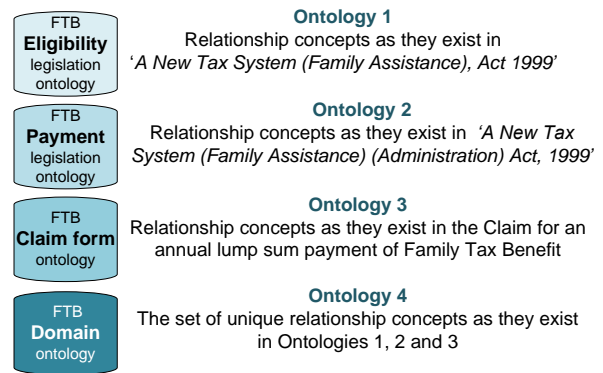 FTB
Eligibility
legislation
ontology
Ontology 1
Relationship concepts as they exist in
‘A New Tax System (Family Assistance), Act 1999’
FTB
Payment
legislation
ontology
Ontology 2
Relationship concepts as they exist in ‘A New Tax
System (Family Assistance) (Administration) Act, 1999’
FTB
Claim form
ontology
Ontology 3
Relationship concepts as they exist in the Claim for an
annual lump sum payment of Family Tax Benefit
FTB
Domain
ontology
Ontology 4
The set of unique relationship concepts as they exist
in Ontologies 1, 2 and 3